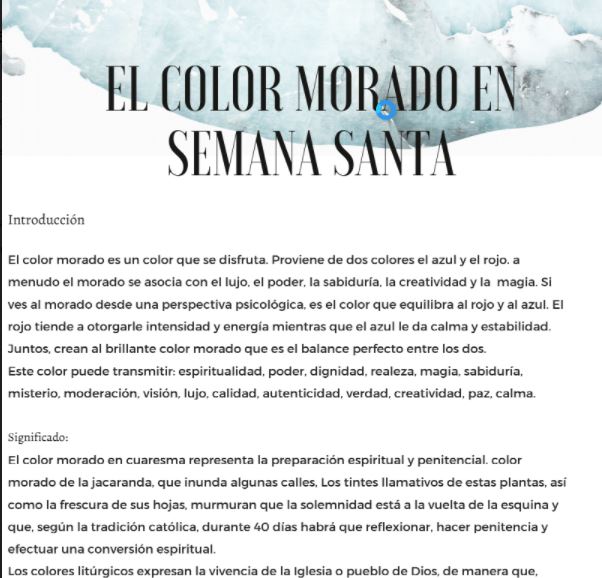 EL COLOR MORADO EN
SEMANA SANTA
Introducción
El color morado es un color que se disfruta. Proviene de dos colores el azul y el rojo. a
menudo el morado se asocia con el lujo, el poder, la sabiduría, la creatividad y la  magia. Si
ves al morado desde una perspectiva psicológica, es el color que equilibra al rojo y al azul. El
rojo tiende a otorgarle intensidad y energía mientras que el azul le da calma y estabilidad.
Juntos, crean al brillante color morado que es el balance perfecto entre los dos.
Este color puede transmitir: espiritualidad, poder, dignidad, realeza, magia, sabiduría,
misterio, moderación, visión, lujo, calidad, autenticidad, verdad, creatividad, paz, calma.
Significado:
El color morado en cuaresma representa la preparación espiritual y penitencial. color
morado de la jacaranda, que inunda algunas calles, Los tintes llamativos de estas plantas, así
como la frescura de sus hojas, murmuran que la solemnidad está a la vuelta de la esquina y
que, según la tradición católica, durante 40 días habrá que reflexionar, hacer penitencia y
efectuar una conversión espiritual.
Los colores litúrgicos expresan la vivencia de la Iglesia o pueblo de Dios, de manera que,